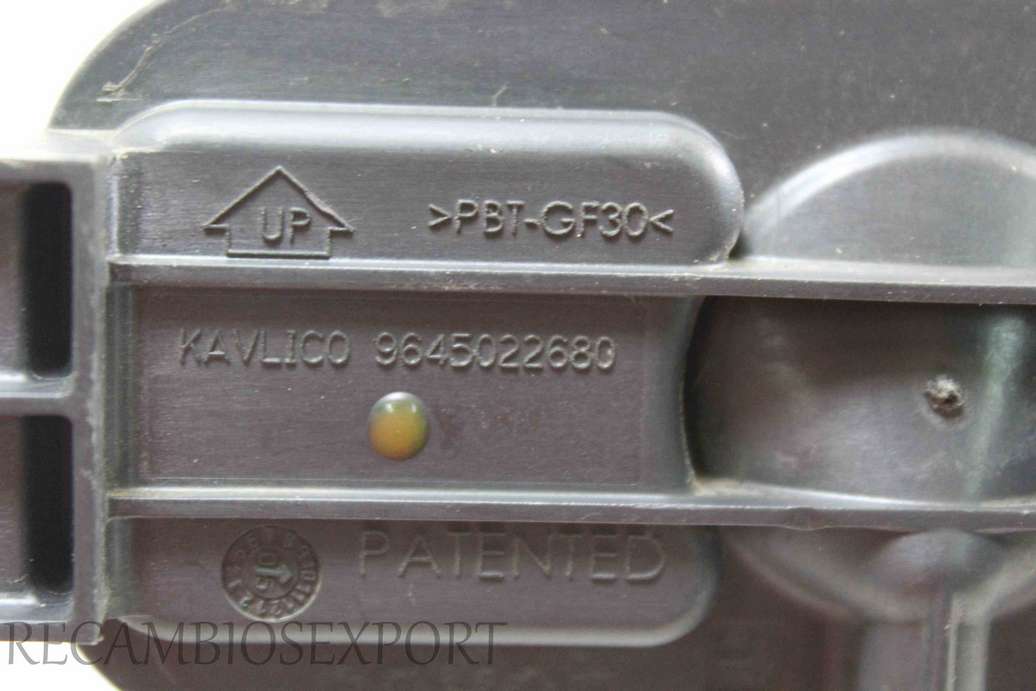 UP
>PBT-GF30<
KAVLICO 9645022680
PATENTED
RECAMBIOSEXPORT